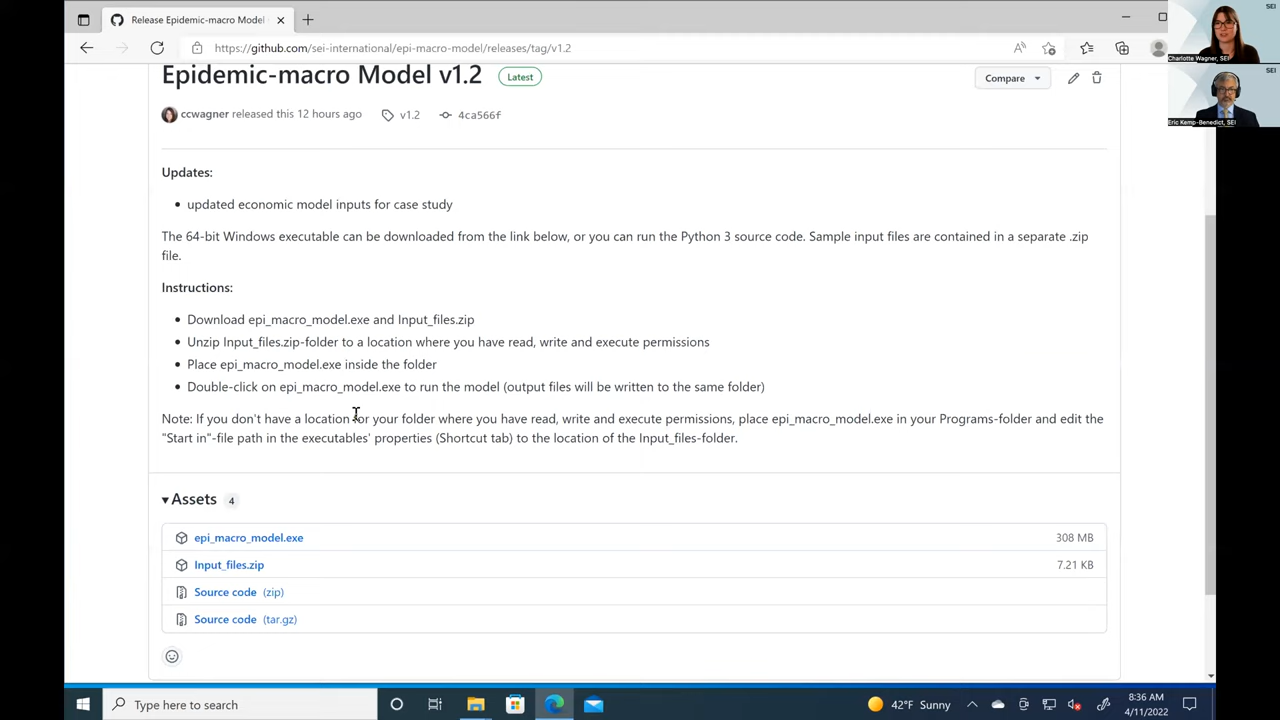 Release Epidemic-macro Model
https://github.com/sei-international/epi-macro-model/releases/tag/v1.2
SEI
Charlotte Wagner, SEI
SEI
Eric Kemp-Benedict, SEI
Epidemic-macro Model v1.2 Latest
Compare
ccwagner released this 12 hours ago v1.2 4ca566f
Updates:
• updated economic model inputs for case study
The 64-bit Windows executable can be downloaded from the link below, or you can run the Python 3 source code. Sample input files are contained in a separate .zip
file.
Instructions:
• Download epi_macro_model.exe and Input_files.zip
• Unzip Input_files.zip-folder to a location where you have read, write and execute permissions
• Place epi_macro_model.exe inside the folder
• Double-click on epi_macro_model.exe to run the model (output files will be written to the same folder)
Note: If you don't have a location for your folder where you have read, write and execute permissions, place epi_macro_model.exe in your Programs-folder and edit the
"Start in"-file path in the executables' properties (Shortcut tab) to the location of the Input_files-folder.
Assets 4
epi_macro_model.exe 308 MB
Input_files.zip 7.21 KB
Source code (zip)
Source code (tar.gz)
Type here to search
42°F Sunny
8:36 AM
4/11/2022